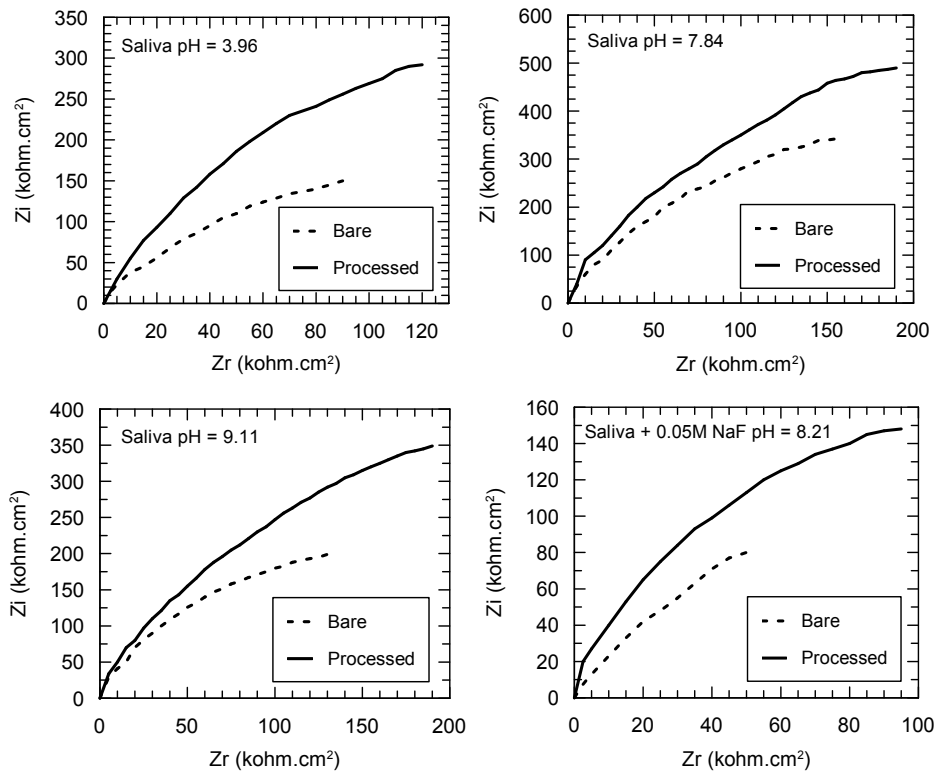 Saliva pH = 3.96
Zi (kohm.cm²)
350
300
250
200
150
100
50
0
0 20 40 60 80 100 120
Zr (kohm.cm²)
Bare
Processed
Saliva pH = 7.84
Zi (kohm.cm²)
600
500
400
300
200
100
0
0 50 100 150 200
Zr (kohm.cm²)
Bare
Processed
Saliva pH = 9.11
Zi (kohm.cm²)
400
350
300
250
200
150
100
50
0
0 50 100 150 200
Zr (kohm.cm²)
Bare
Processed
Saliva + 0.05M NaF pH = 8.21
Zi (kohm.cm²)
160
140
120
100
80
60
40
20
0
0 20 40 60 80 100
Zr (kohm.cm²)
Bare
Processed